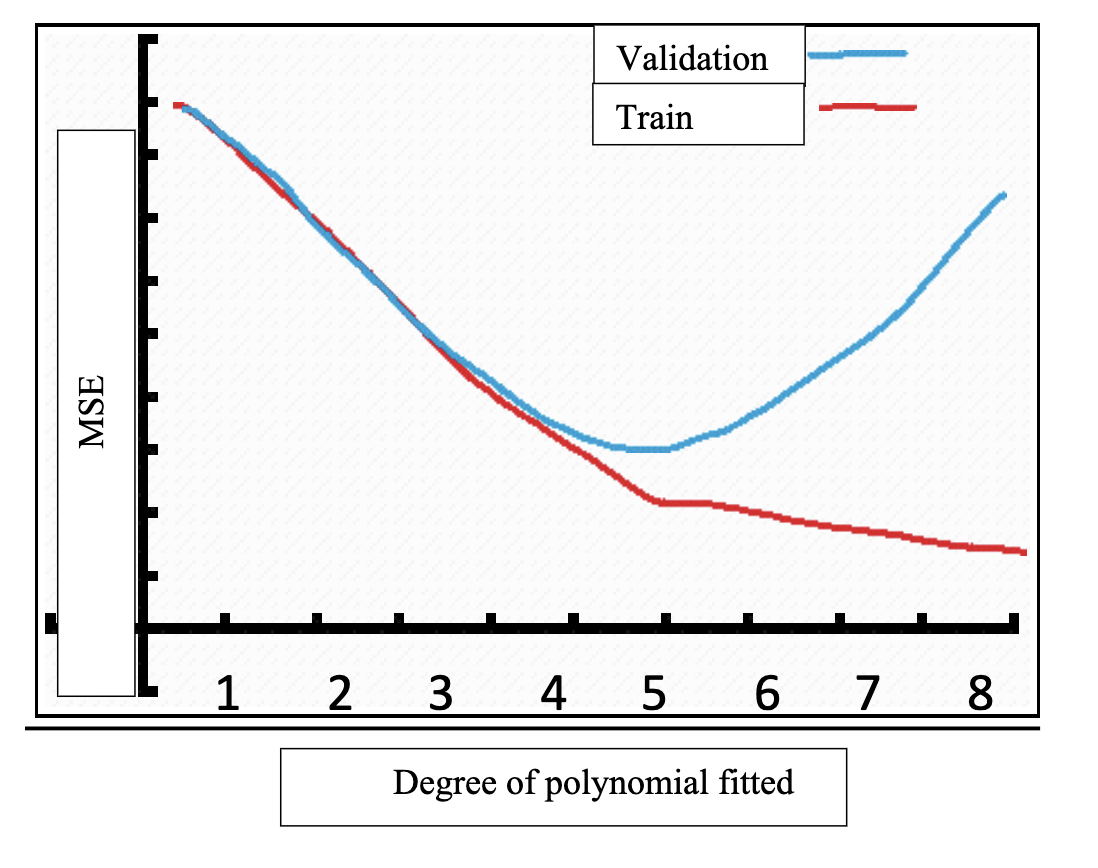 Validation
Train
MSE
1 2 3 4 5 6 7 8
Degree of polynomial fitted